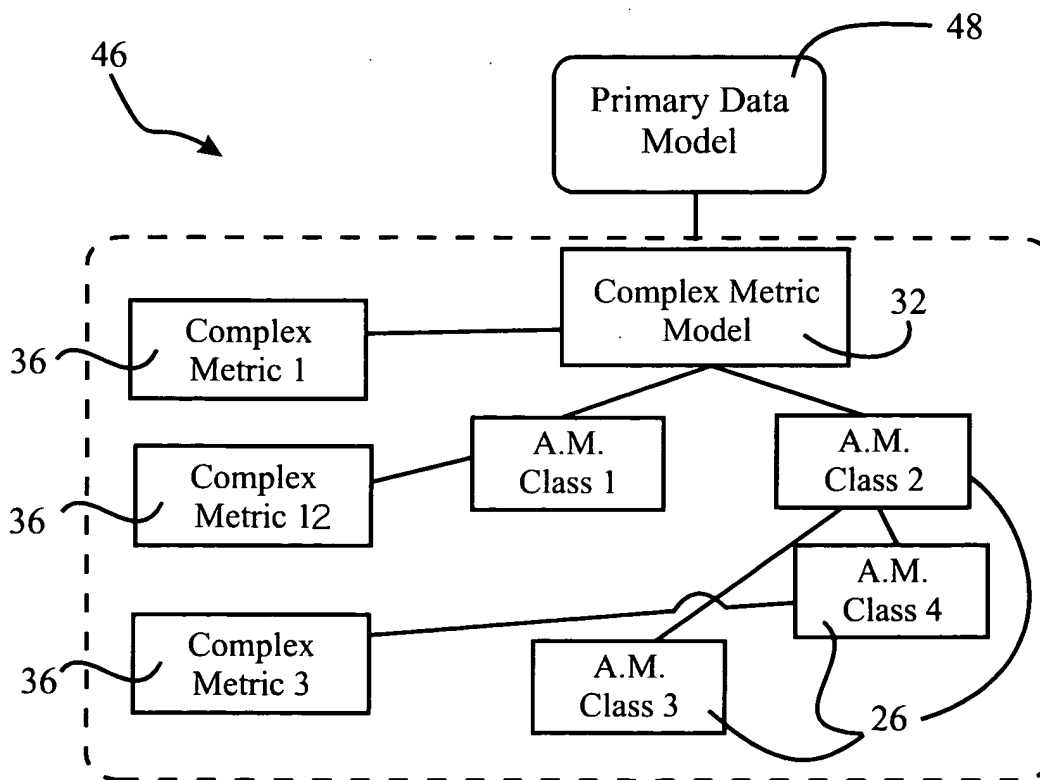 48
46
Primary Data
Model
Complex Metric
Model
32
Complex
Metric 1
36
A.M.
Class 1
A.M.
Class 2
Complex
Metric 12
36
A.M.
Class 4
Complex
Metric 3
36
A.M.
Class 3
26